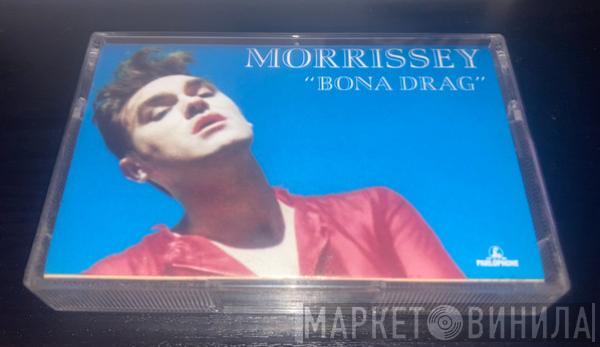 MORRISSEY
“BONA DRAG”
PARLOPHONE
МАРКЕТ ВИНИЛА